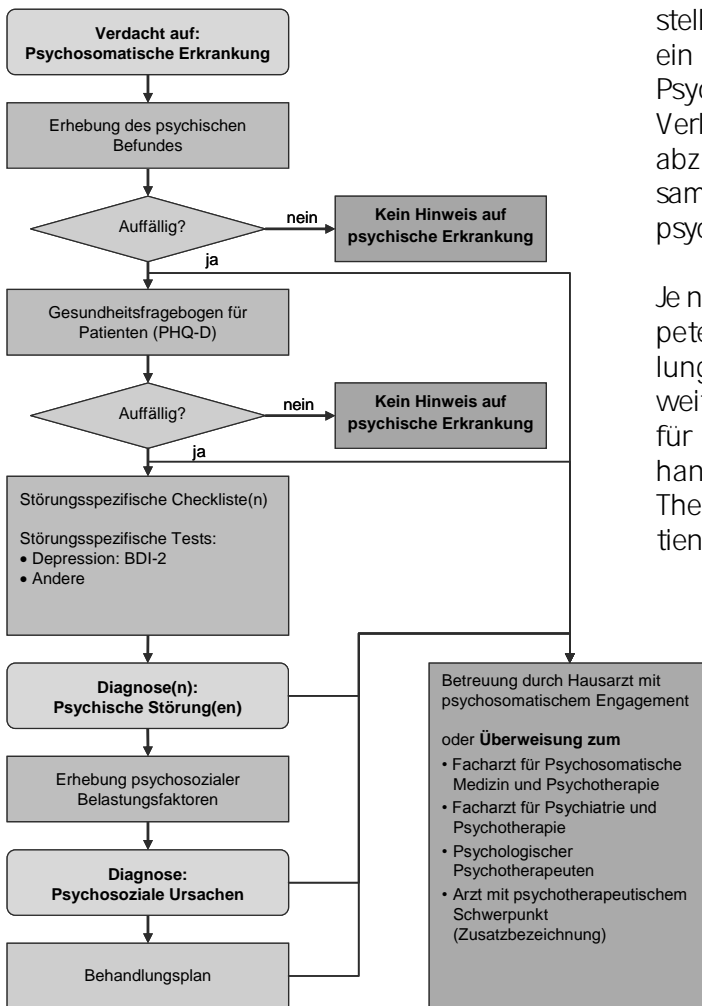 Verdacht auf:
Psychosomatische Erkrankung
Erhebung des psychischen
Befundes
Auffällig?
nein
Kein Hinweis auf
psychische Erkrankung
ja
Gesundheitsfragebogen für
Patienten (PHQ-D)
Auffällig?
nein
Kein Hinweis auf
psychische Erkrankung
ja
Störungsspezifische Checkliste(n)
Störungsspezifische Tests:
• Depression: BDI-2
• Andere
Diagnose(n):
Psychische Störung(en)
Erhebung psychosozialer
Belastungsfaktoren
Diagnose:
Psychosoziale Ursachen
Behandlungsplan
Betreuung durch Hausarzt mit
psychosomatischem Engagement
oder Überweisung zum
• Facharzt für Psychosomatische
Medizin und Psychotherapie
• Facharzt für Psychiatrie und
Psychotherapie
• Psychologischer
Psychotherapeuten
• Arzt mit psychotherapeutischem
Schwerpunkt
(Zusatzbezeichnung)
stell
ein
Psyc
Verl
abz
sam
psyc
Je n
pete
lung
weit
für
han
The
tien